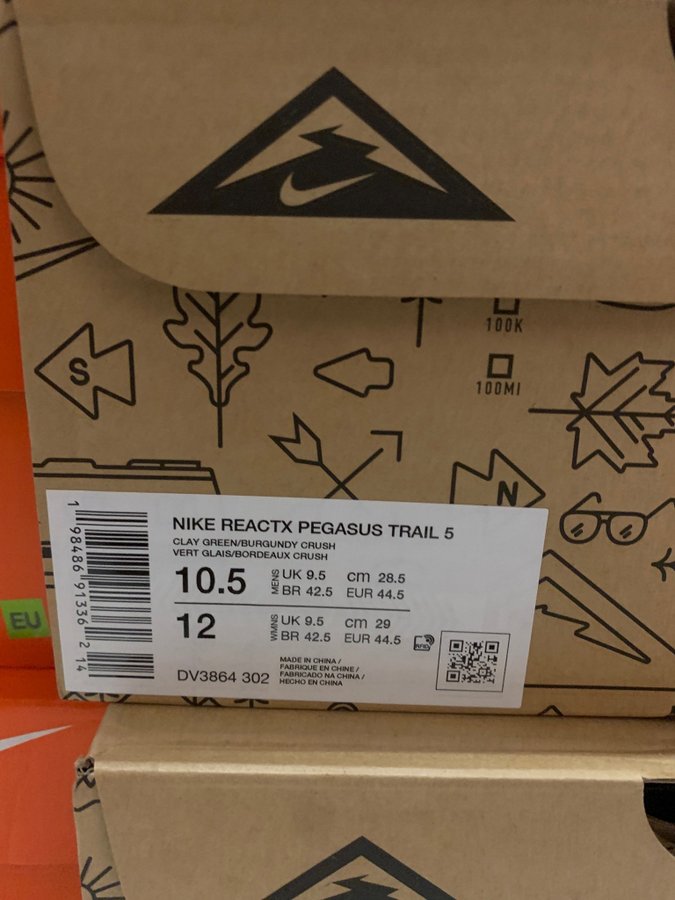 100K
100MI
S
N
NIKE REACTX PEGASUS TRAIL 5
CLAY GREEN/BURGUNDY CRUSH
VERT GLAIS/BORDEAUX CRUSH
10.5 MENS UK 9.5 cm 28.5
BR 42.5 EUR 44.5
12 WMNS UK 9.5 cm 29
BR 42.5 EUR 44.5
RFID
DV3864 302
MADE IN CHINA /
FABRIQUE EN CHINE /
FABRICADO NA CHINA /
HECHO EN CHINA
1 98486 91336 2 14
EU